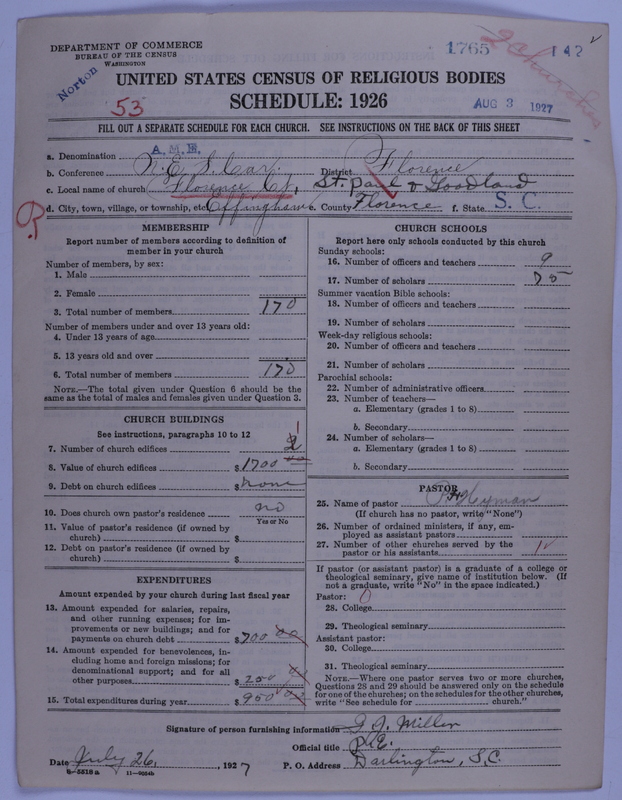 DEPARTMENT OF COMMERCE
BUREAU OF THE CENSUS
WASHINGTON
Norton
53
1765
2 churches
142
UNITED STATES CENSUS OF RELIGIOUS BODIES
SCHEDULE: 1926
AUG 3 1927
FILL OUT A SEPARATE SCHEDULE FOR EACH CHURCH. SEE INSTRUCTIONS ON THE BACK OF THIS SHEET
a. Denomination A. M. E.
b. Conference N. E. S. Car. District Florence
c. Local name of church Florence Ct., St. Paul & Goodland
d. City, town, village, or township, etc. Effingham e. County Florence f. State S. C.
MEMBERSHIP
Report number of members according to definition of member in your church
Number of members, by sex:
1. Male
2. Female
3. Total number of members 170
Number of members under and over 13 years old:
4. Under 13 years of age
5. 13 years old and over
6. Total number of members 170
NOTE.—The total given under Question 6 should be the same as the total of males and females given under Question 3.
CHURCH BUILDINGS
See instructions, paragraphs 10 to 12
7. Number of church edifices 2
8. Value of church edifices $1700 00
9. Debt on church edifices $none
10. Does church own pastor's residence no
Yes or No
11. Value of pastor's residence (if owned by church) $
12. Debt on pastor's residence (if owned by church) $
EXPENDITURES
Amount expended by your church during last fiscal year
13. Amount expended for salaries, repairs, and other running expenses; for improvements or new buildings; and for payments on church debt $700 00
14. Amount expended for benevolences, including home and foreign missions; for denominational support; and for all other purposes $250 00
15. Total expenditures during year $950 00
CHURCH SCHOOLS
Report here only schools conducted by this church
Sunday schools:
16. Number of officers and teachers 9
17. Number of scholars 75
Summer vacation Bible schools:
18. Number of officers and teachers
19. Number of scholars
Week-day religious schools:
20. Number of officers and teachers
21. Number of scholars
Parochial schools:
22. Number of administrative officers
23. Number of teachers—
a. Elementary (grades 1 to 8)
b. Secondary
24. Number of scholars—
a. Elementary (grades 1 to 8)
b. Secondary
PASTOR
25. Name of pastor Hyman
(If church has no pastor, write "None")
26. Number of ordained ministers, if any, employed as assistant pastors
27. Number of other churches served by the pastor or his assistants
If pastor (or assistant pastor) is a graduate of a college or theological seminary, give name of institution below. (If not a graduate, write "No" in the space indicated.)
Pastor:
28. College
29. Theological seminary
Assistant pastor:
30. College
31. Theological seminary
NOTE.—Where one pastor serves two or more churches, Questions 28 and 29 should be answered only on the schedule for one of the churches; on the schedules for the other churches, write "See schedule for church."
Signature of person furnishing information J. J. Miller
Official title P. E.
Date July 26, 1927 P. O. Address Darlington, S.C.
8-5518 a 11-9034b